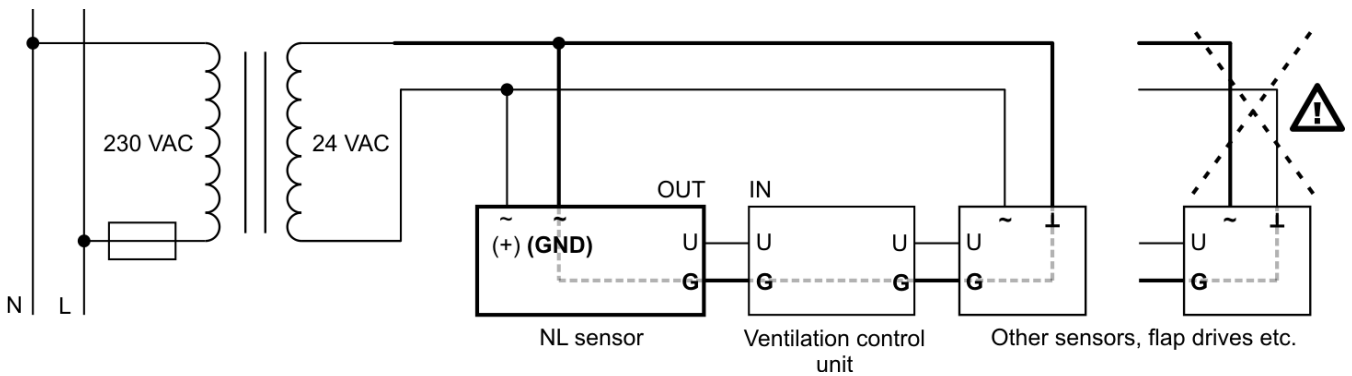 230 VAC
24 VAC
!
OUT
IN
~
~
~
⊥
~
⊥
(+) (GND)
U
U
U
U
U
G
G
G
G
G
N
L
NL sensor
Ventilation control
unit
Other sensors, flap drives etc.